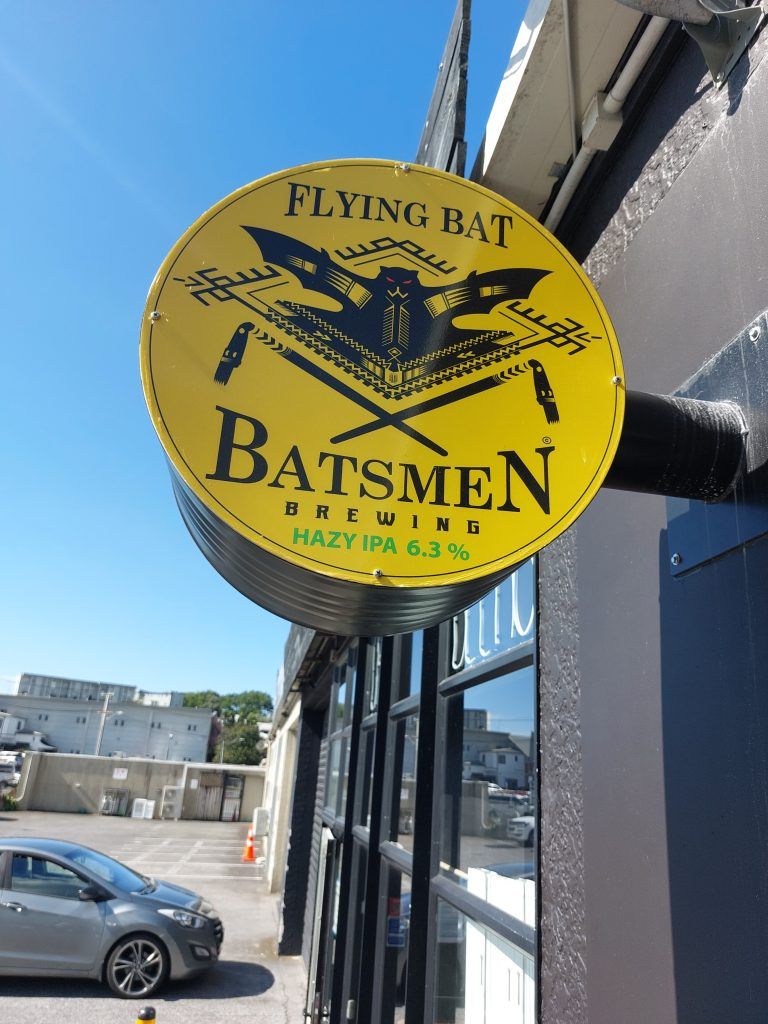 FLYING BAT
BATSMEN
©
BREWING
HAZY IPA 6.3 %